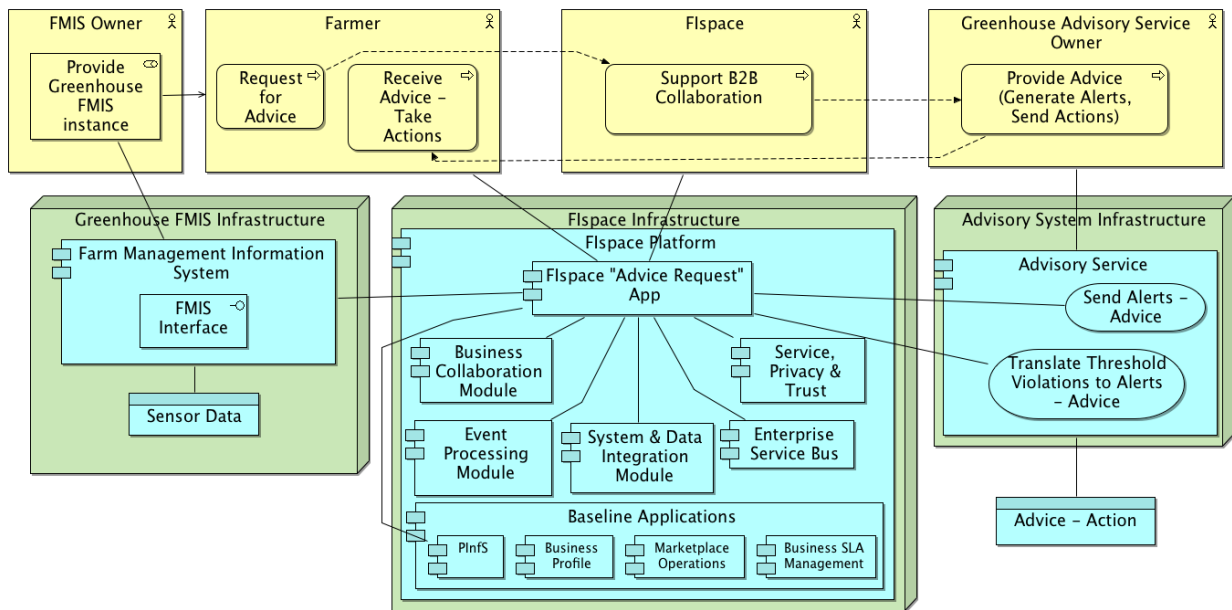 FMIS Owner
Provide
Greenhouse
FMIS
instance
Farmer
Request
for
Advice
Receive
Advice –
Take
Actions
FIspace
Support B2B
Collaboration
Greenhouse Advisory Service
Owner
Provide Advice
(Generate Alerts,
Send Actions)
Greenhouse FMIS Infrastructure
Farm Management Information
System
FMIS
Interface
Sensor Data
FIspace Infrastructure
FIspace Platform
FIspace "Advice Request"
App
Business
Collaboration
Module
Service,
Privacy &
Trust
Event
Processing
Module
System & Data
Integration
Module
Enterprise
Service Bus
Baseline Applications
PInfS
Business
Profile
Marketplace
Operations
Business SLA
Management
Advisory System Infrastructure
Advisory Service
Send Alerts –
Advice
Translate Threshold
Violations to Alerts
– Advice
Advice – Action